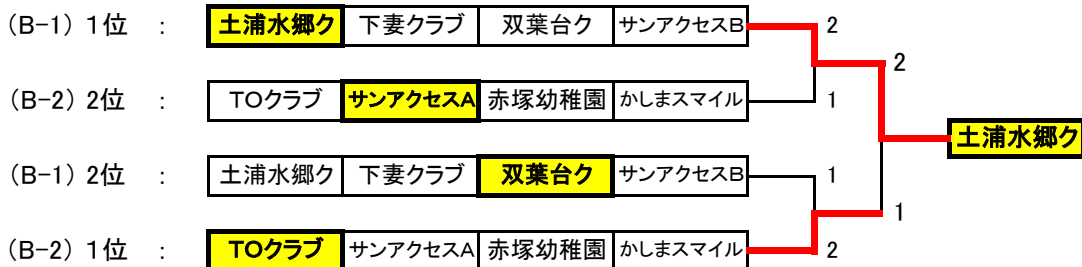 (B-1) 1位 : 土浦水郷ク 下妻クラブ 双葉台ク サンアクセスB 2
2
(B-2) 2位 : TOクラブ サンアクセスA 赤塚幼稚園 かしまスマイル 1
土浦水郷ク
(B-1) 2位 : 土浦水郷ク 下妻クラブ 双葉台ク サンアクセスB 1
1
(B-2) 1位 : TOクラブ サンアクセスA 赤塚幼稚園 かしまスマイル 2